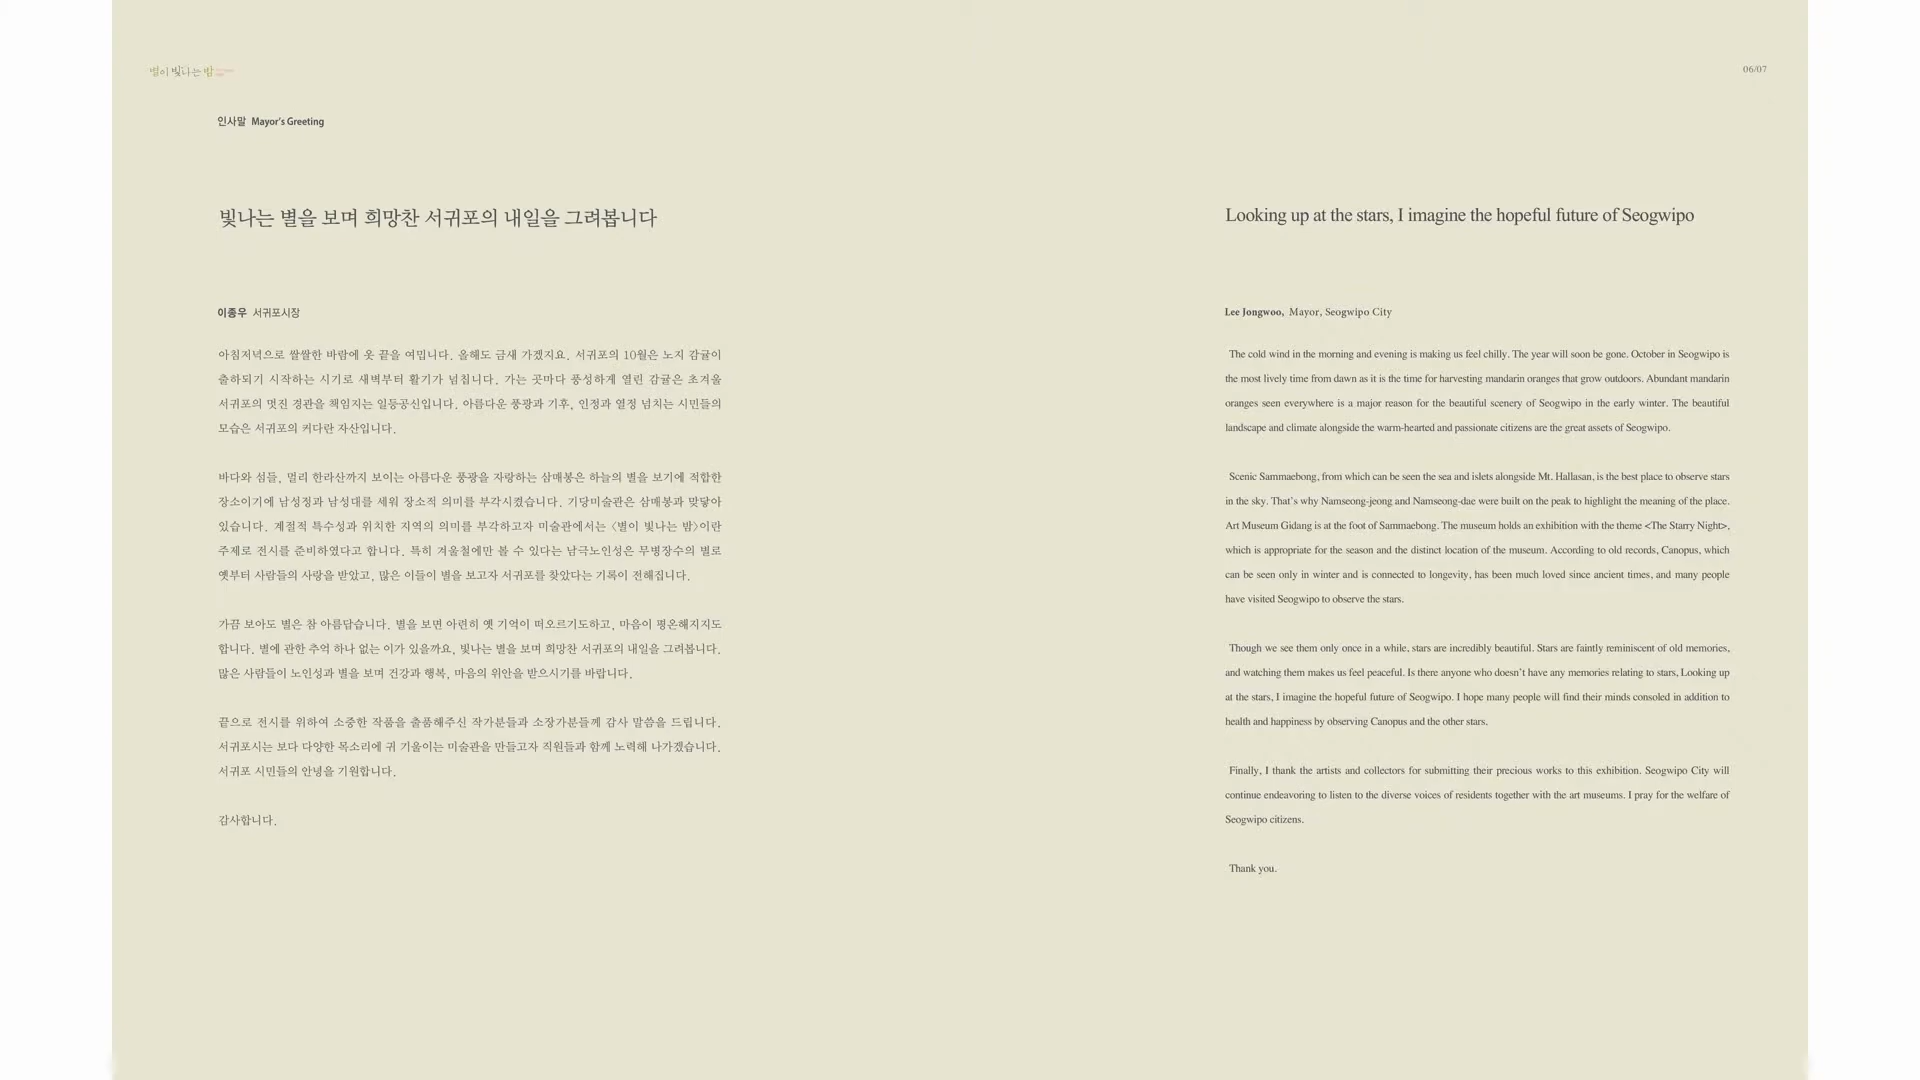 별이 빛나는 밤
06/07
인사말 Mayor's Greeting
빛나는 별을 보며 희망찬 서귀포의 내일을 그려봅니다
이종우 서귀포시장
아침저녁으로 쌀쌀한 바람에 옷 끝을 여밉니다. 올해도 금새 가겠지요. 서귀포의 10월은 노지 감귤이
출하되기 시작하는 시기로 새벽부터 활기가 넘칩니다. 가는 곳마다 풍성하게 열린 감귤은 초겨울
서귀포의 멋진 경관을 책임지는 일등공신입니다. 아름다운 풍광과 기후, 인정과 열정 넘치는 시민들의
모습은 서귀포의 커다란 자산입니다.
바다와 섬들, 멀리 한라산까지 보이는 아름다운 풍광을 자랑하는 삼매봉은 하늘의 별을 보기에 적합한
장소이기에 남성정과 남성대를 세워 장소적 의미를 부각시켰습니다. 기당미술관은 삼매봉과 맞닿아
있습니다. 계절적 특수성과 위치한 지역의 의미를 부각하고자 미술관에서는 〈별이 빛나는 밤〉이란
주제로 전시를 준비하였다고 합니다. 특히 겨울철에만 볼 수 있다는 남극노인성은 무병장수의 별로
옛부터 사람들의 사랑을 받았고, 많은 이들이 별을 보고자 서귀포를 찾았다는 기록이 전해집니다.
가끔 보아도 별은 참 아름답습니다. 별을 보면 아련히 옛 기억이 떠오르기도하고, 마음이 평온해지지도
합니다. 별에 관한 추억 하나 없는 이가 있을까요, 빛나는 별을 보며 희망찬 서귀포의 내일을 그려봅니다.
많은 사람들이 노인성과 별을 보며 건강과 행복, 마음의 위안을 받으시기를 바랍니다.
끝으로 전시를 위하여 소중한 작품을 출품해주신 작가분들과 소장가분들께 감사 말씀을 드립니다.
서귀포시는 보다 다양한 목소리에 귀 기울이는 미술관을 만들고자 직원들과 함께 노력해 나가겠습니다.
서귀포 시민들의 안녕을 기원합니다.
감사합니다.
Looking up at the stars, I imagine the hopeful future of Seogwipo
Lee Jongwoo, Mayor, Seogwipo City
The cold wind in the morning and evening is making us feel chilly. The year will soon be gone. October in Seogwipo is
the most lively time from dawn as it is the time for harvesting mandarin oranges that grow outdoors. Abundant mandarin
oranges seen everywhere is a major reason for the beautiful scenery of Seogwipo in the early winter. The beautiful
landscape and climate alongside the warm-hearted and passionate citizens are the great assets of Seogwipo.
Scenic Sammaebong, from which can be seen the sea and islets alongside Mt. Hallasan, is the best place to observe stars
in the sky. That's why Namseong-jeong and Namseong-dae were built on the peak to highlight the meaning of the place.
Art Museum Gidang is at the foot of Sammaebong. The museum holds an exhibition with the theme <The Starry Night>,
which is appropriate for the season and the distinct location of the museum. According to old records, Canopus, which
can be seen only in winter and is connected to longevity, has been much loved since ancient times, and many people
have visited Seogwipo to observe the stars.
Though we see them only once in a while, stars are incredibly beautiful. Stars are faintly reminiscent of old memories,
and watching them makes us feel peaceful. Is there anyone who doesn't have any memories relating to stars, Looking up
at the stars, I imagine the hopeful future of Seogwipo. I hope many people will find their minds consoled in addition to
health and happiness by observing Canopus and the other stars.
Finally, I thank the artists and collectors for submitting their precious works to this exhibition. Seogwipo City will
continue endeavoring to listen to the diverse voices of residents together with the art museums. I pray for the welfare of
Seogwipo citizens.
Thank you.